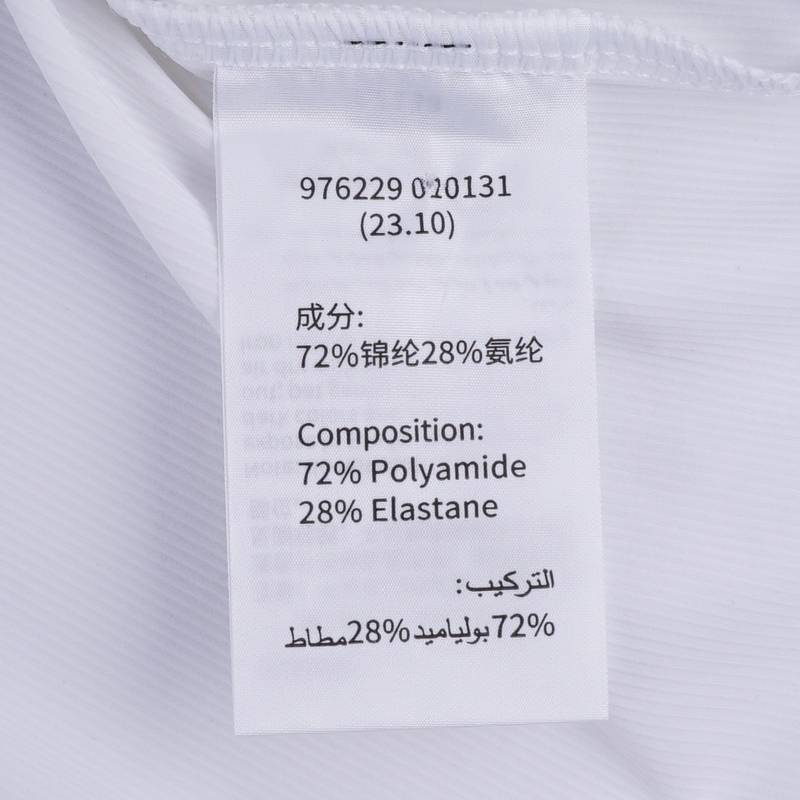 976229 020131
(23.10)
成分:
72%锦纶28%氨纶
Composition:
72% Polyamide
28% Elastane
التركيب:
72%بولياميد28%مطاط